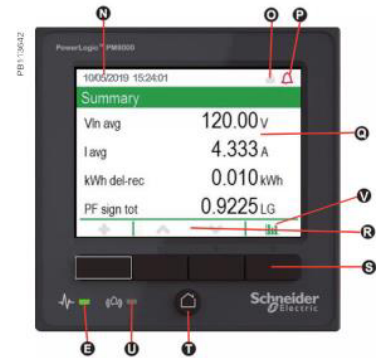 N
O
P
PB113642
PowerLogic™ PM8000
10/05/2019 15:24:01
Summary
Vln avg 120.00 V
Q
I avg 4.333 A
kWh del-rec 0.010 kWh
V
PF sign tot 0.9225 LG
R
S
Schneider
Electric
E
U
T